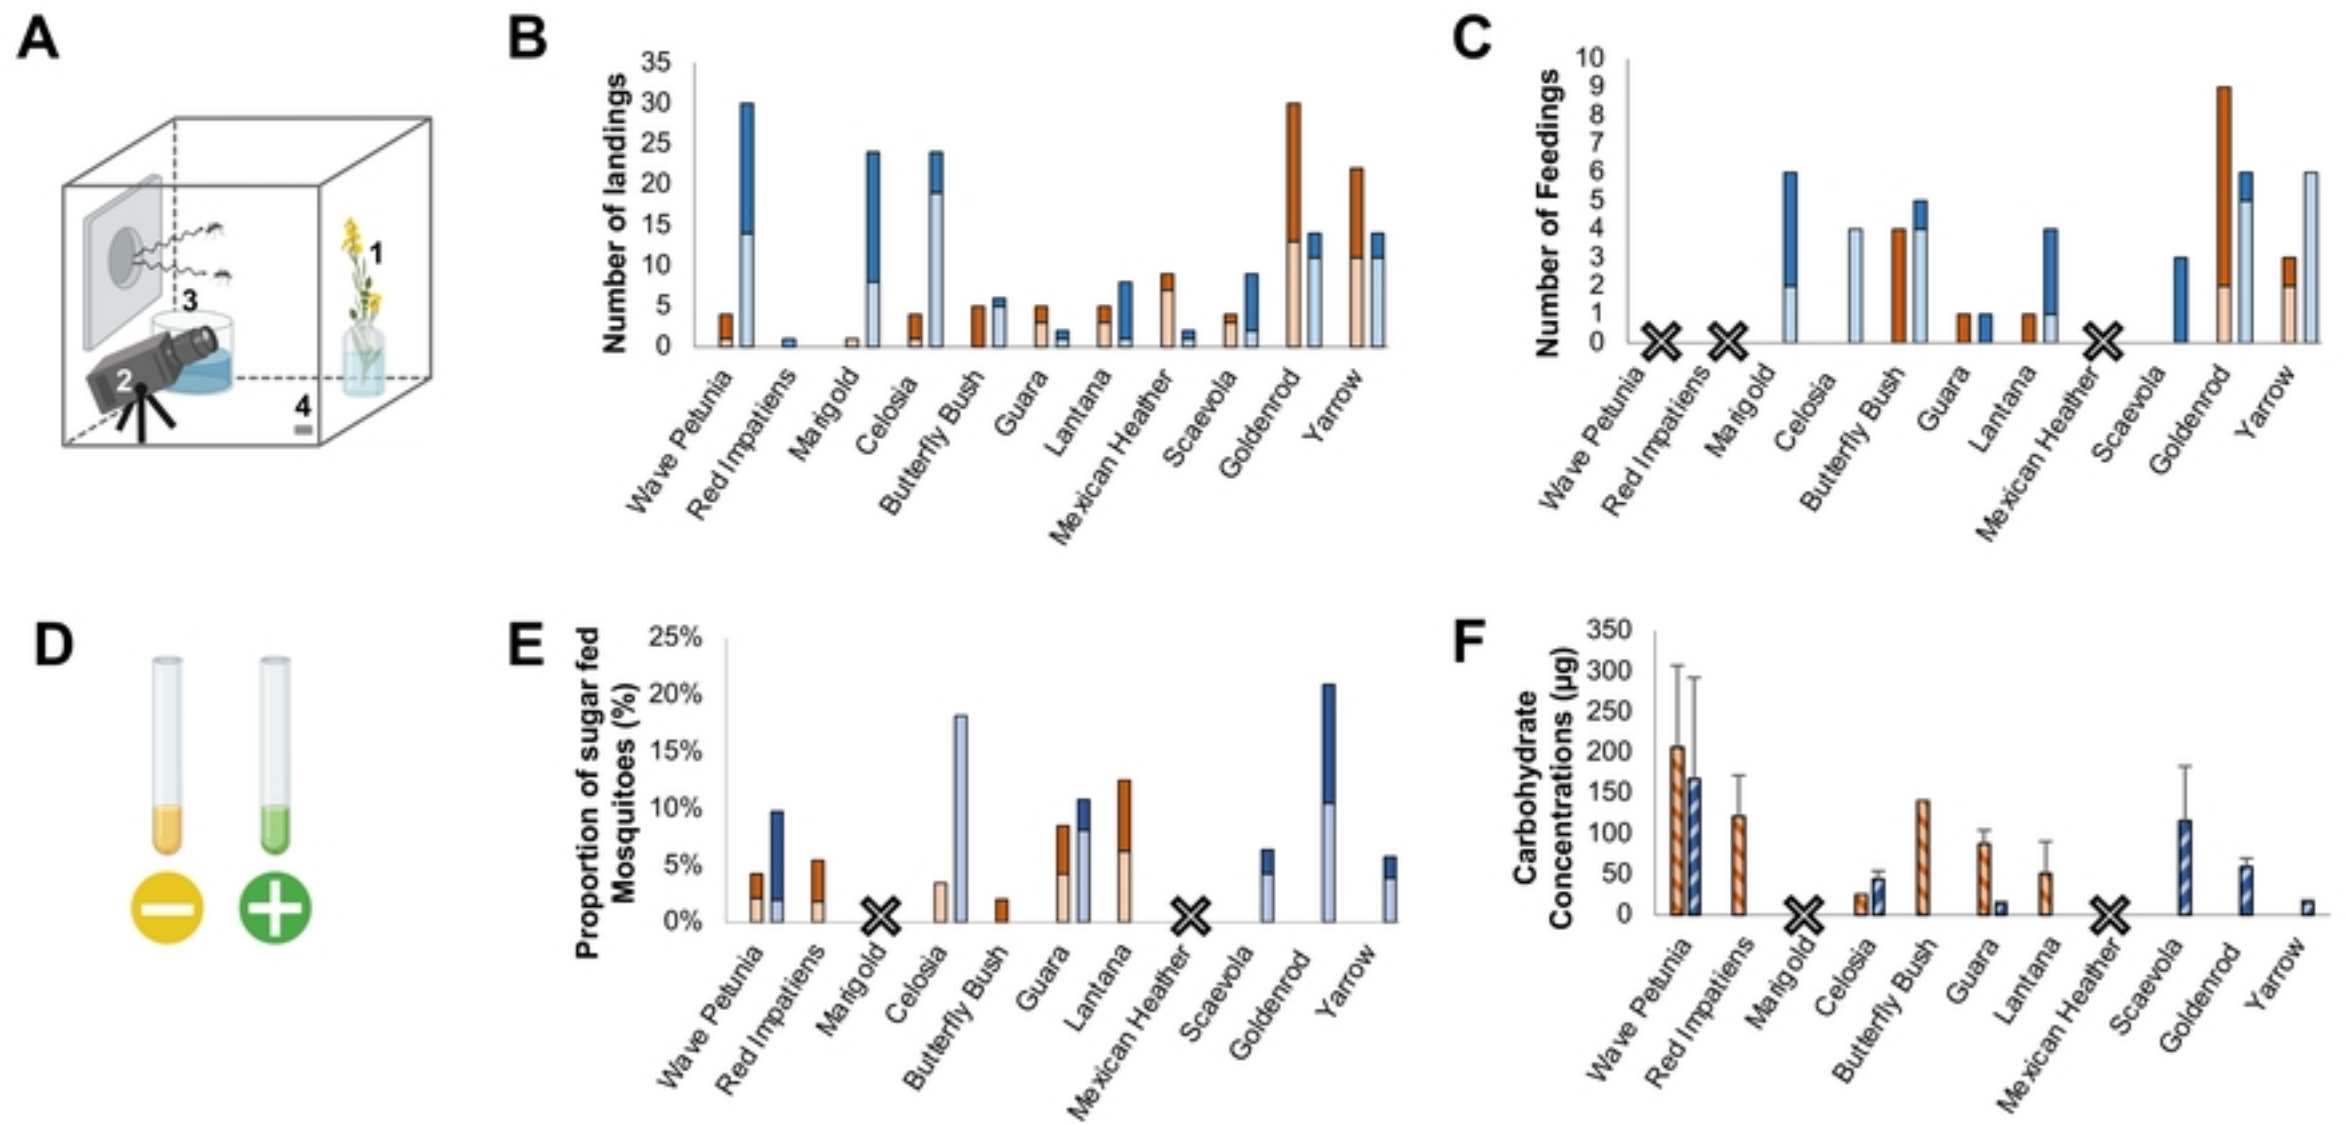 A
1
2
3
4
B
Number of landings
35
30
25
20
15
10
5
0
Wave Petunia
Red Impatiens
Marigold
Celosia
Butterfly Bush
Guara
Lantana
Mexican Heather
Scaevola
Goldenrod
Yarrow
C
Number of Feedings
10
9
8
7
6
5
4
3
2
1
0
Wave Petunia
Red Impatiens
Marigold
Celosia
Butterfly Bush
Guara
Lantana
Mexican Heather
Scaevola
Goldenrod
Yarrow
D
E
Proportion of sugar fed
Mosquitoes (%)
25%
20%
15%
10%
5%
0%
Wave Petunia
Red Impatiens
Marigold
Celosia
Butterfly Bush
Guara
Lantana
Mexican Heather
Scaevola
Goldenrod
Yarrow
F
Carbohydrate
Concentrations (µg)
350
300
250
200
150
100
50
0
Wave Petunia
Red Impatiens
Marigold
Celosia
Butterfly Bush
Guara
Lantana
Mexican Heather
Scaevola
Goldenrod
Yarrow